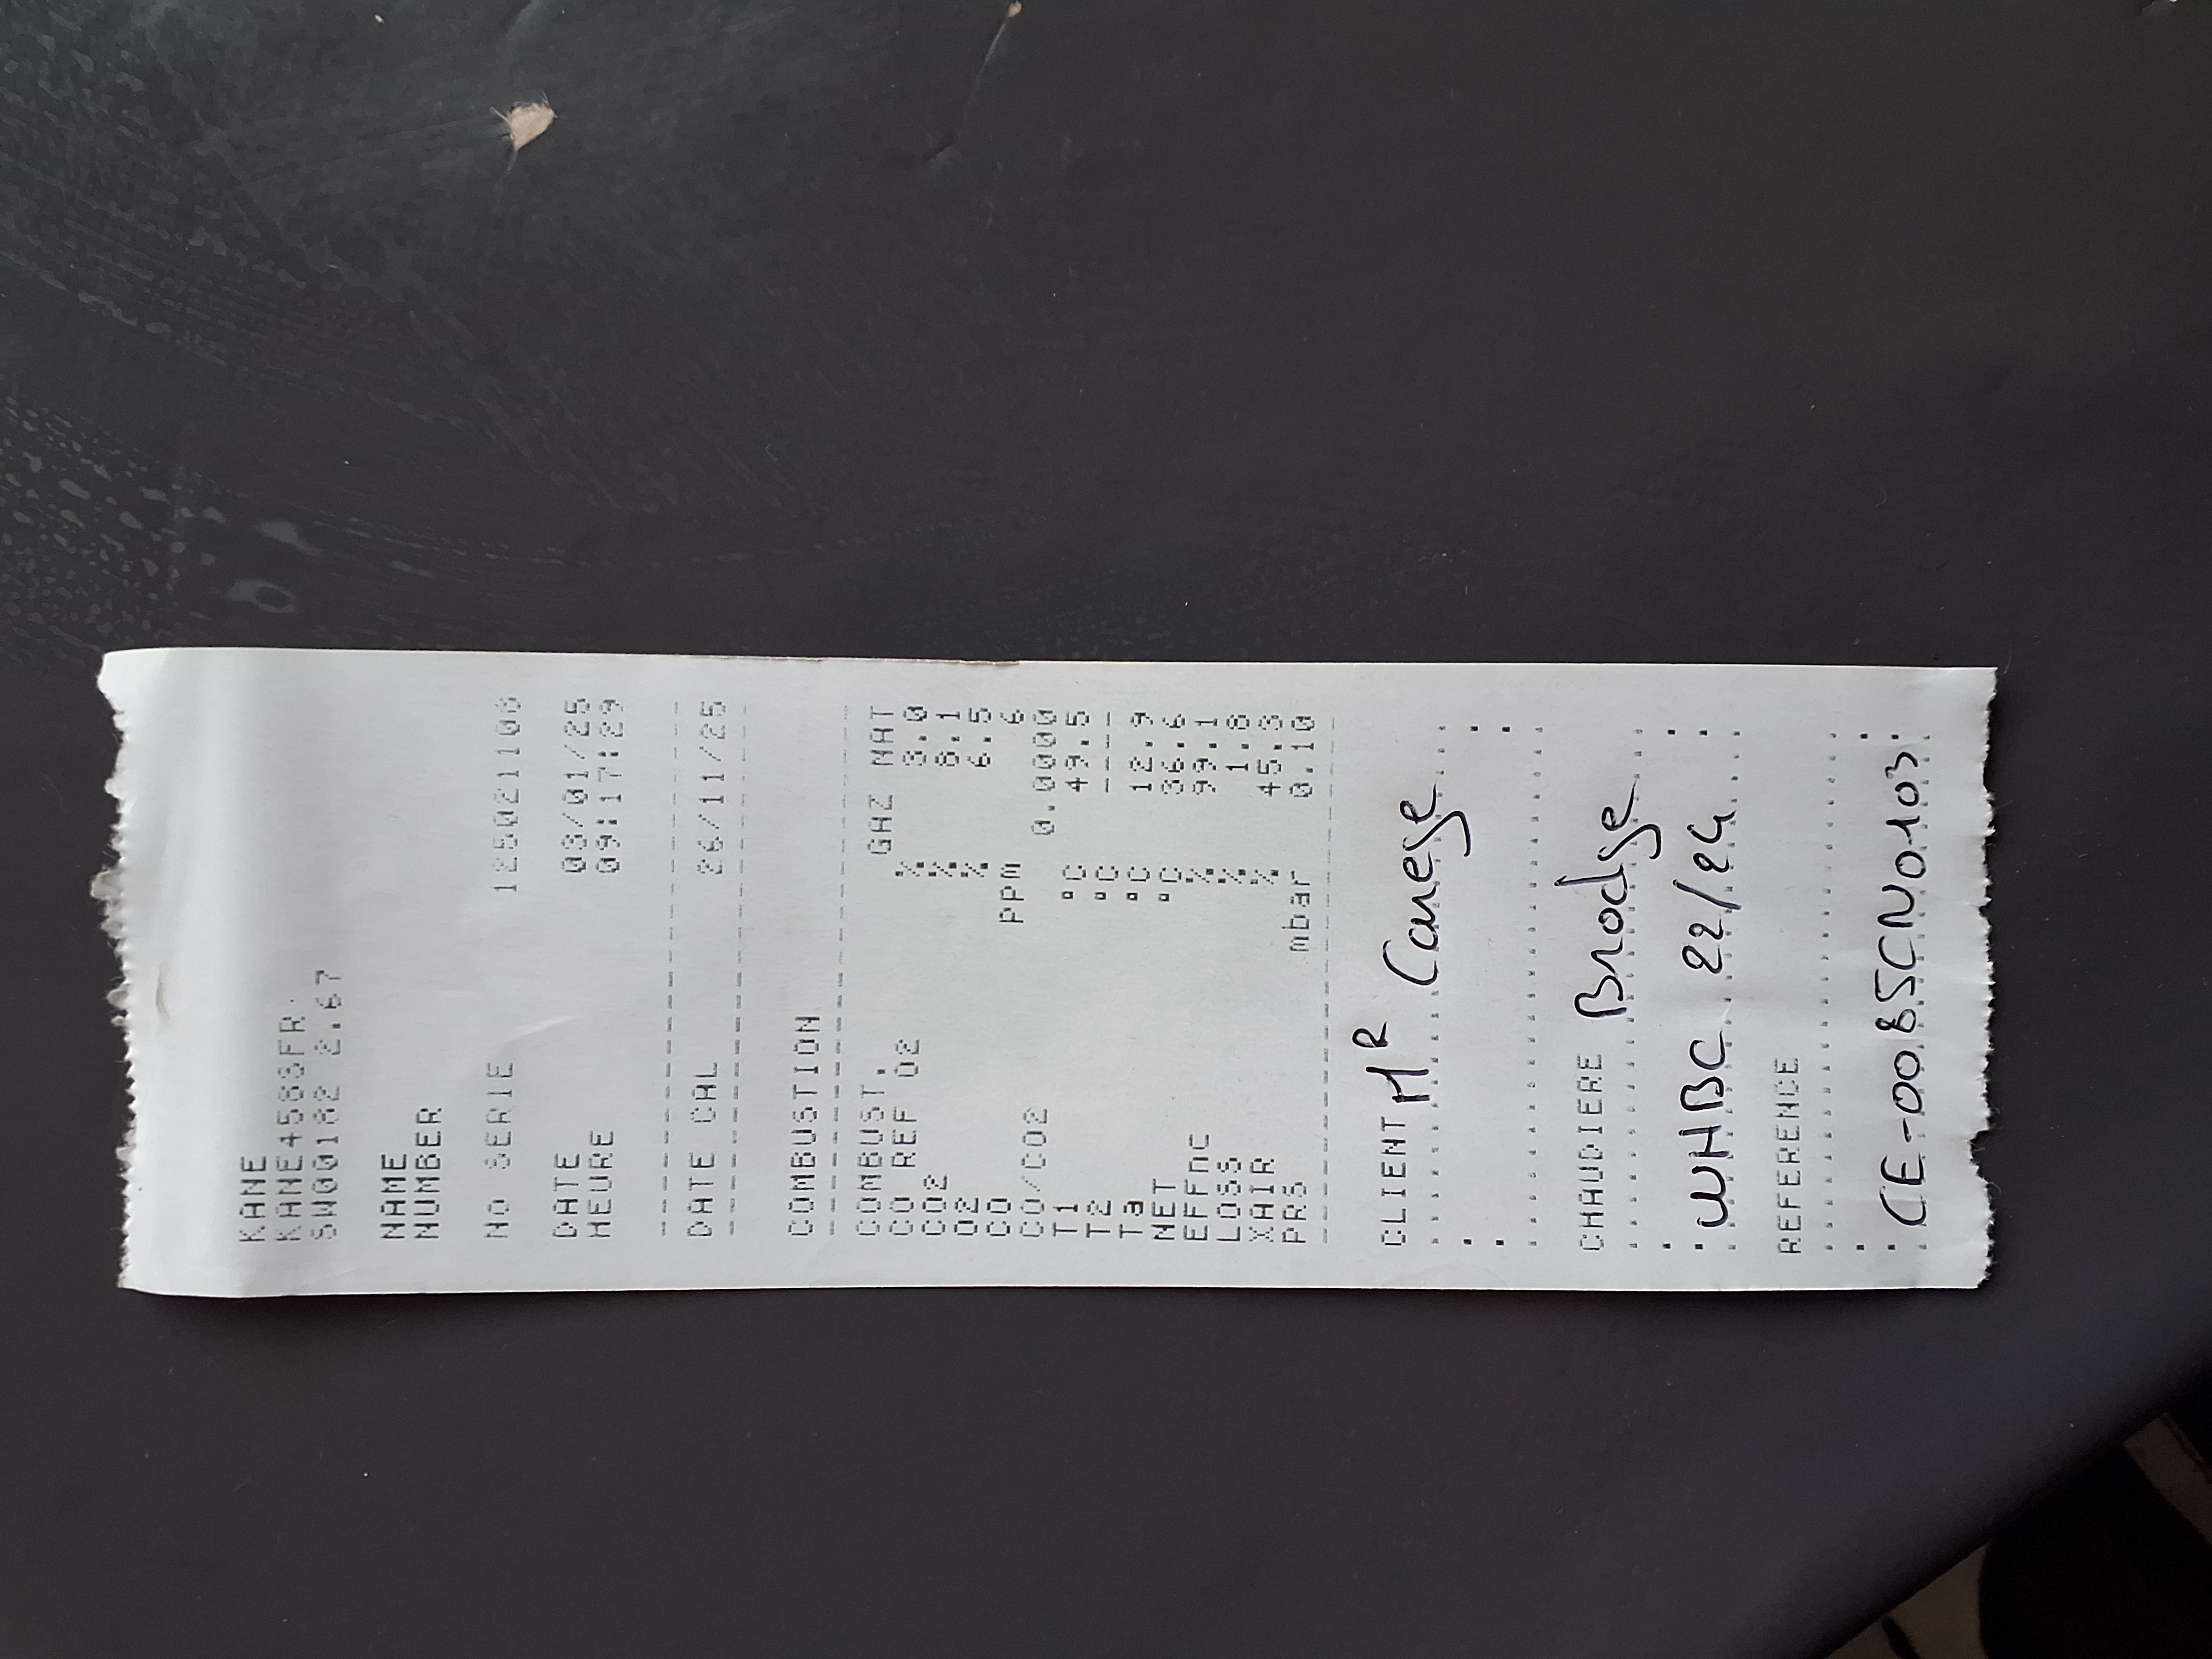 KANE
KANE458SFR
SW00182 2.67
NAME
NUMBER
NO SERIE 125021108
DATE 03/01/25
HEURE 09:17:29
DATE CAL 26/11/25
COMBUSTION
COMBUST. GAZ NAT
CO REF O2 % 3.0
CO2 % 8.1
O2 % 6.5
CO ppm 6
CO/CO2 0.0000
T1 °C 49.5
T2 °C ----
Ta °C 12.9
NET °C 36.6
EFFnc % 99.1
LOSS % 1.8
XAIR % 45.3
PRS mbar 0.10
CLIENT Mr Canese
CHAUDIERE Brodge
WHBC 22/24
REFERENCE
CE-0085CN0103